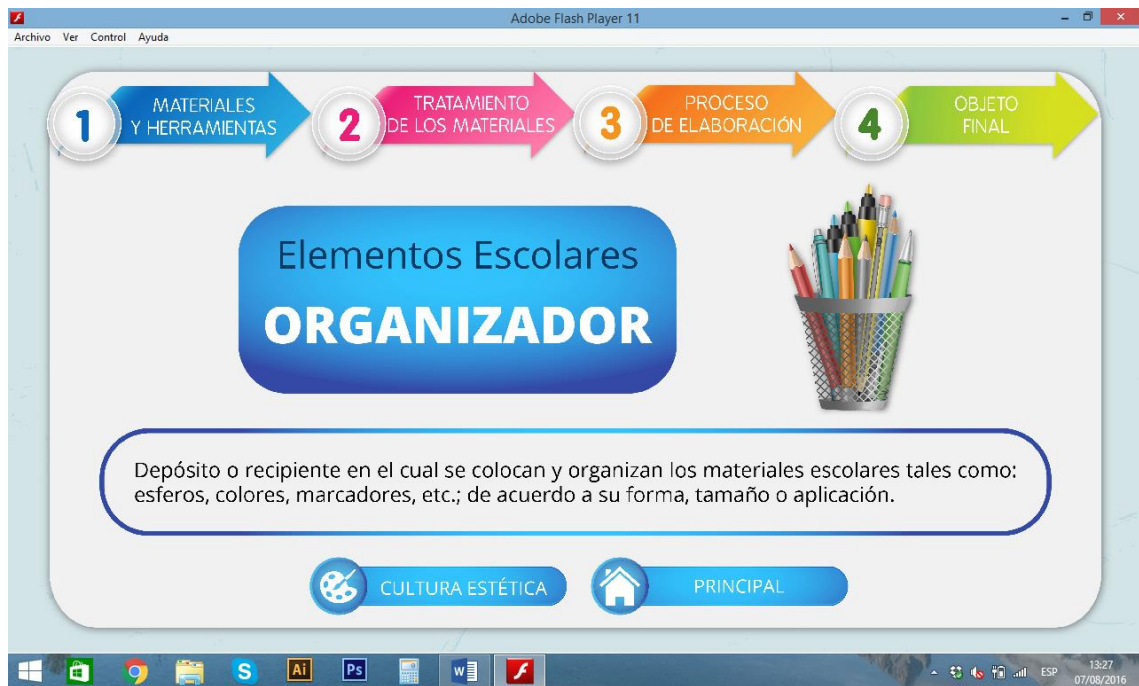 Adobe Flash Player 11
Archivo Ver Control Ayuda
1 MATERIALES
Y HERRAMIENTAS
2 TRATAMIENTO
DE LOS MATERIALES
3 PROCESO
DE ELABORACIÓN
4 OBJETO
FINAL
Elementos Escolares
ORGANIZADOR
Depósito o recipiente en el cual se colocan y organizan los materiales escolares tales como:
esferos, colores, marcadores, etc.; de acuerdo a su forma, tamaño o aplicación.
CULTURA ESTÉTICA
PRINCIPAL
S Ai Ps W
ESP 13:27
07/08/2016